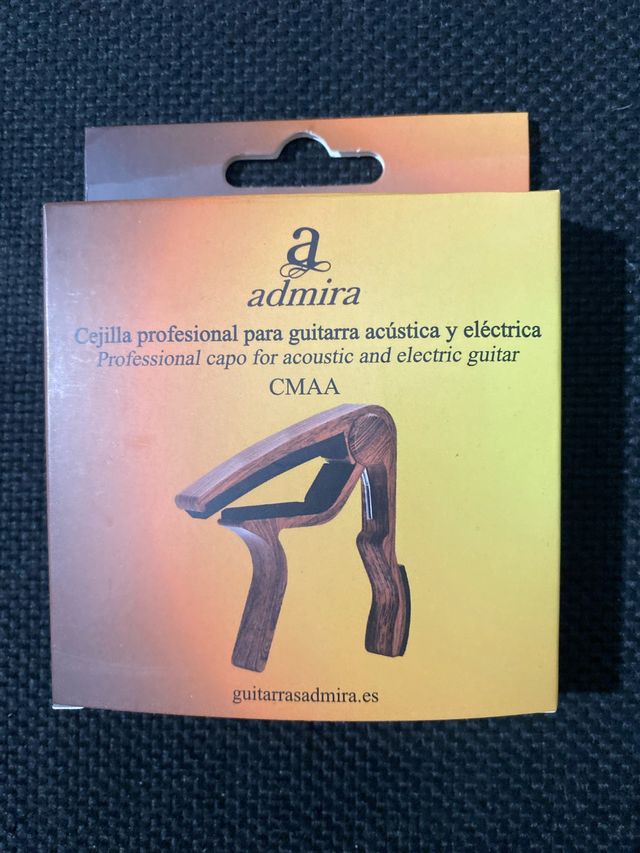 a
admira
Cejilla profesional para guitarra acústica y eléctrica
Professional capo for acoustic and electric guitar
CMAA
guitarrasadmira.es